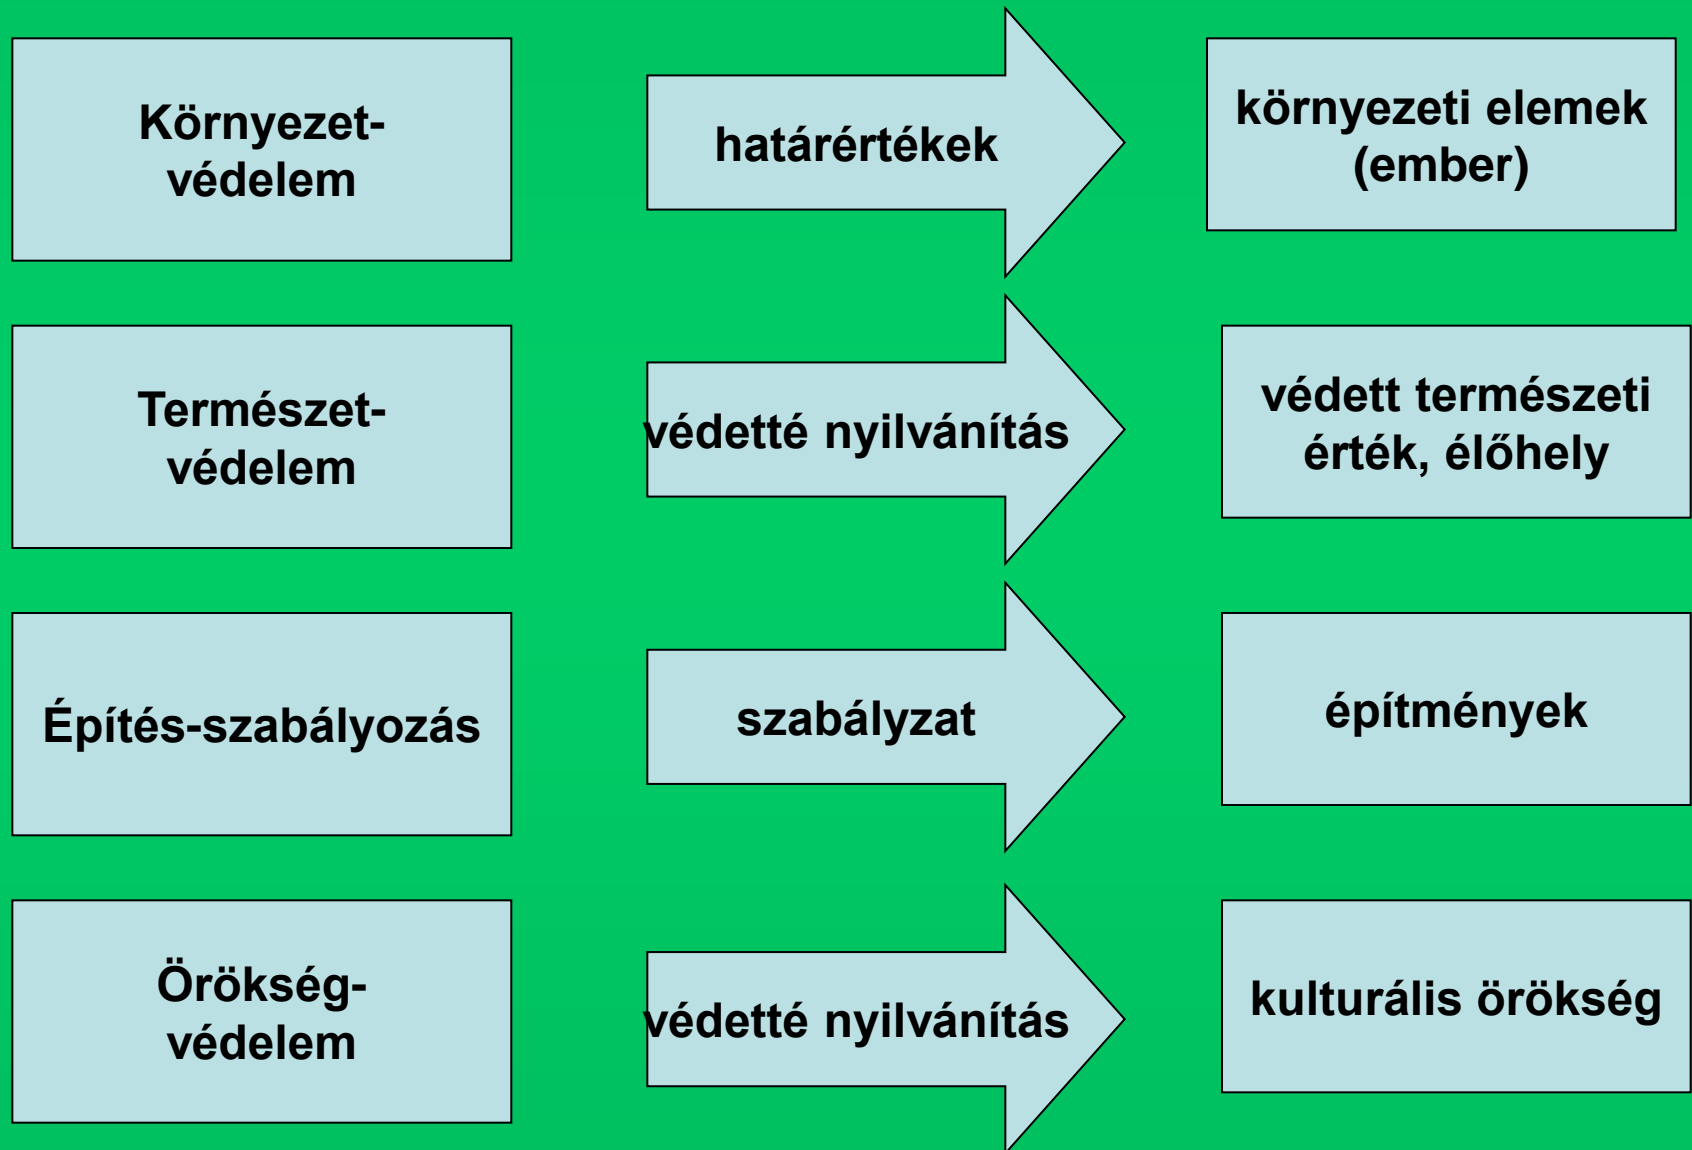 Környezet-
védelem
határértékek
környezeti elemek
(ember)
Természet-
védelem
védetté nyilvánítás
védett természeti
érték, élőhely
Építés-szabályozás
szabályzat
építmények
Örökség-
védelem
védetté nyilvánítás
kulturális örökség